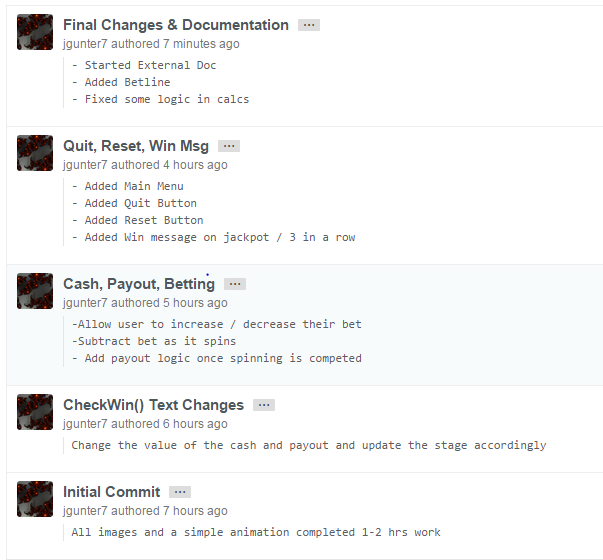 Final Changes & Documentation ...
jgunter7 authored 7 minutes ago
- Started External Doc
- Added Betline
- Fixed some logic in calcs
Quit, Reset, Win Msg ...
jgunter7 authored 4 hours ago
- Added Main Menu
- Added Quit Button
- Added Reset Button
- Added Win message on jackpot / 3 in a row
Cash, Payout, Betting ...
jgunter7 authored 5 hours ago
-Allow user to increase / decrease their bet
-Subtract bet as it spins
- Add payout logic once spinning is competed
CheckWin() Text Changes ...
jgunter7 authored 6 hours ago
Change the value of the cash and payout and update the stage accordingly
Initial Commit ...
jgunter7 authored 7 hours ago
All images and a simple animation completed 1-2 hrs work